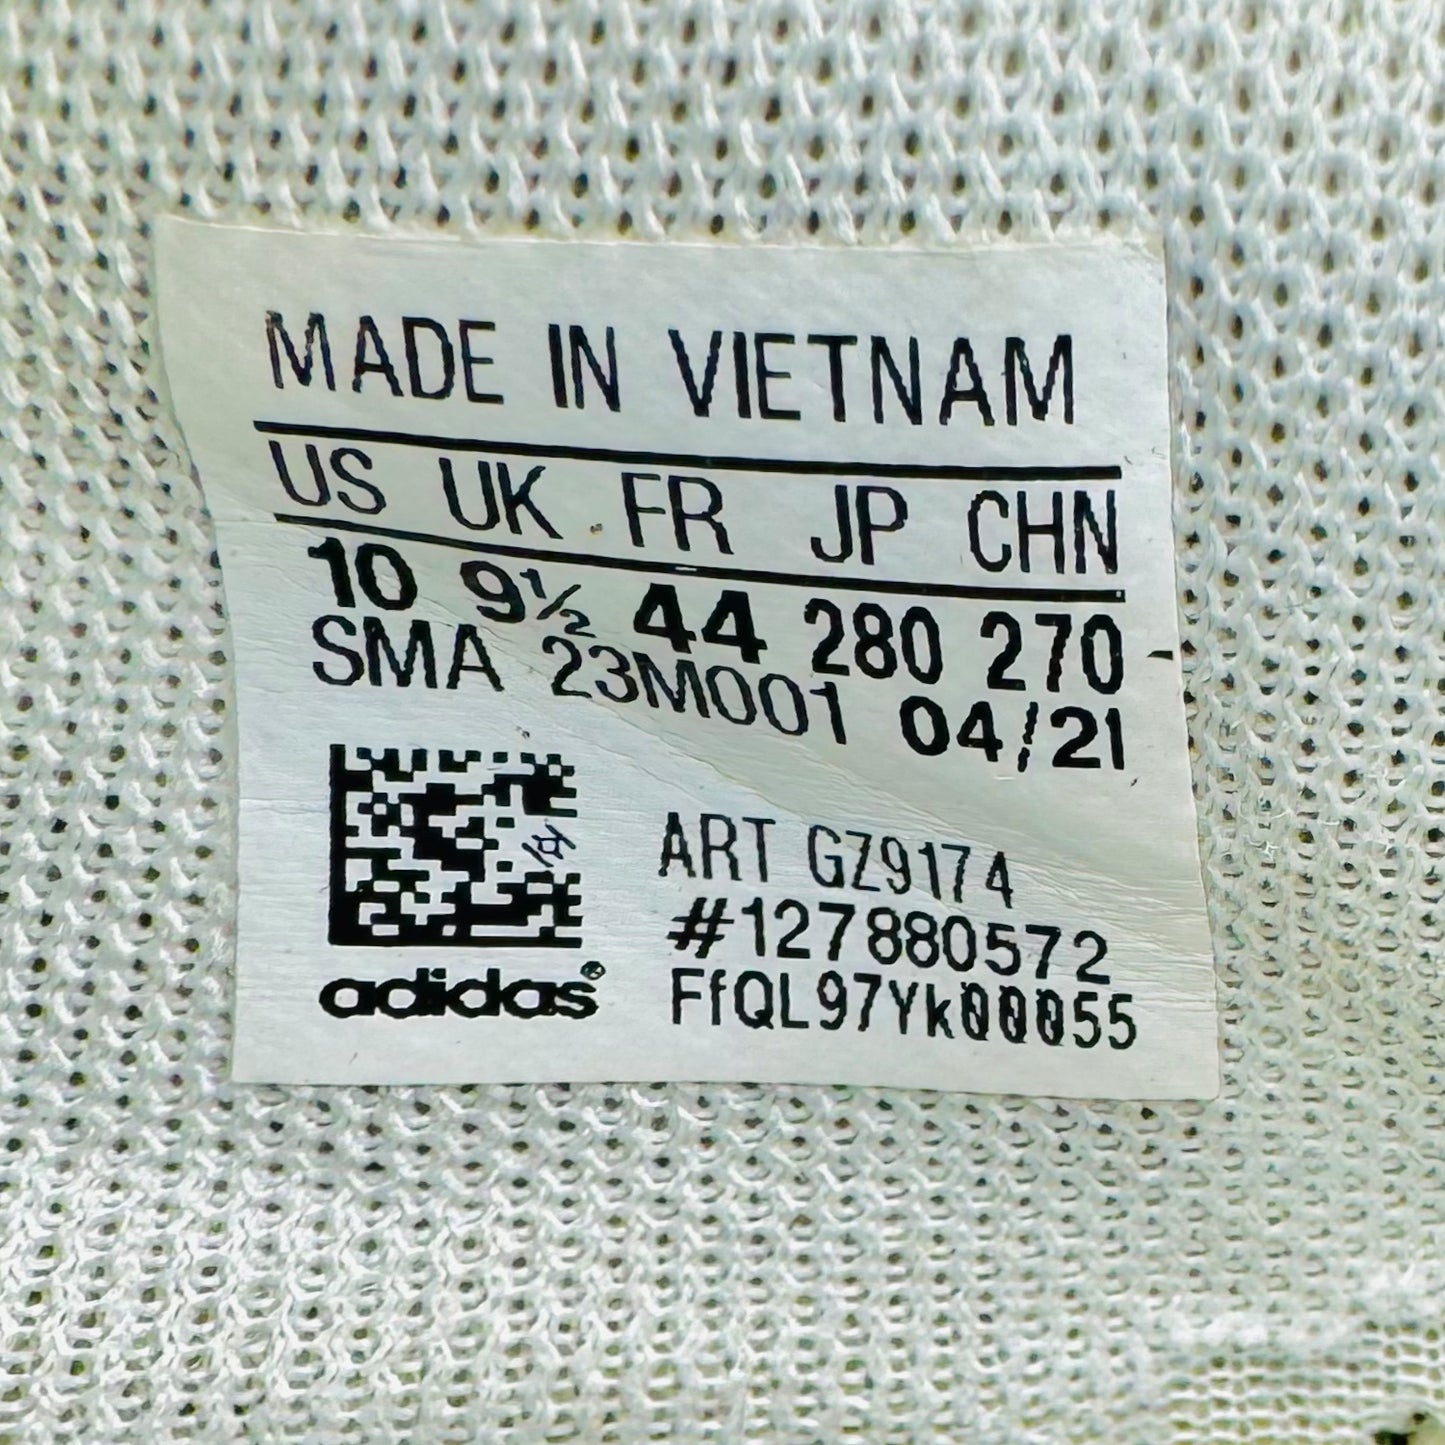 MADE IN VIETNAM
US UK FR JP CHN
10 9½ 44 280 270 -
SMA 23M001 04/21
ART GZ9174
#127880572
FfQL97Yk00055
adidas®